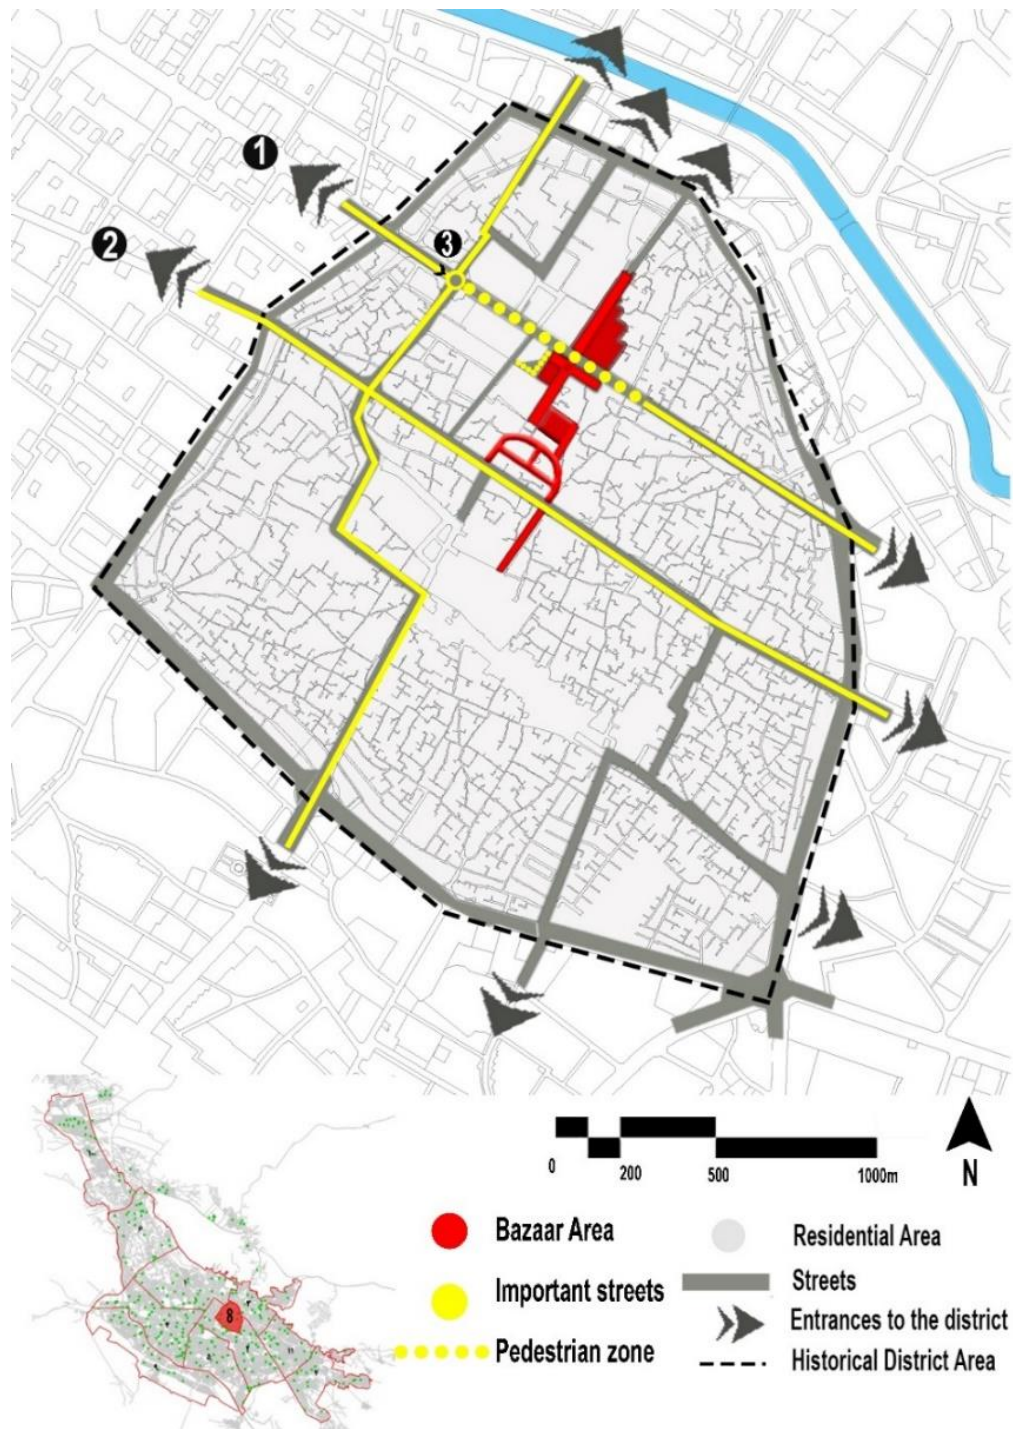 1
2
3
0
200
500
1000m
N
Bazaar Area
Residential Area
Important streets
Streets
Entrances to the district
Pedestrian zone
Historical District Area
8